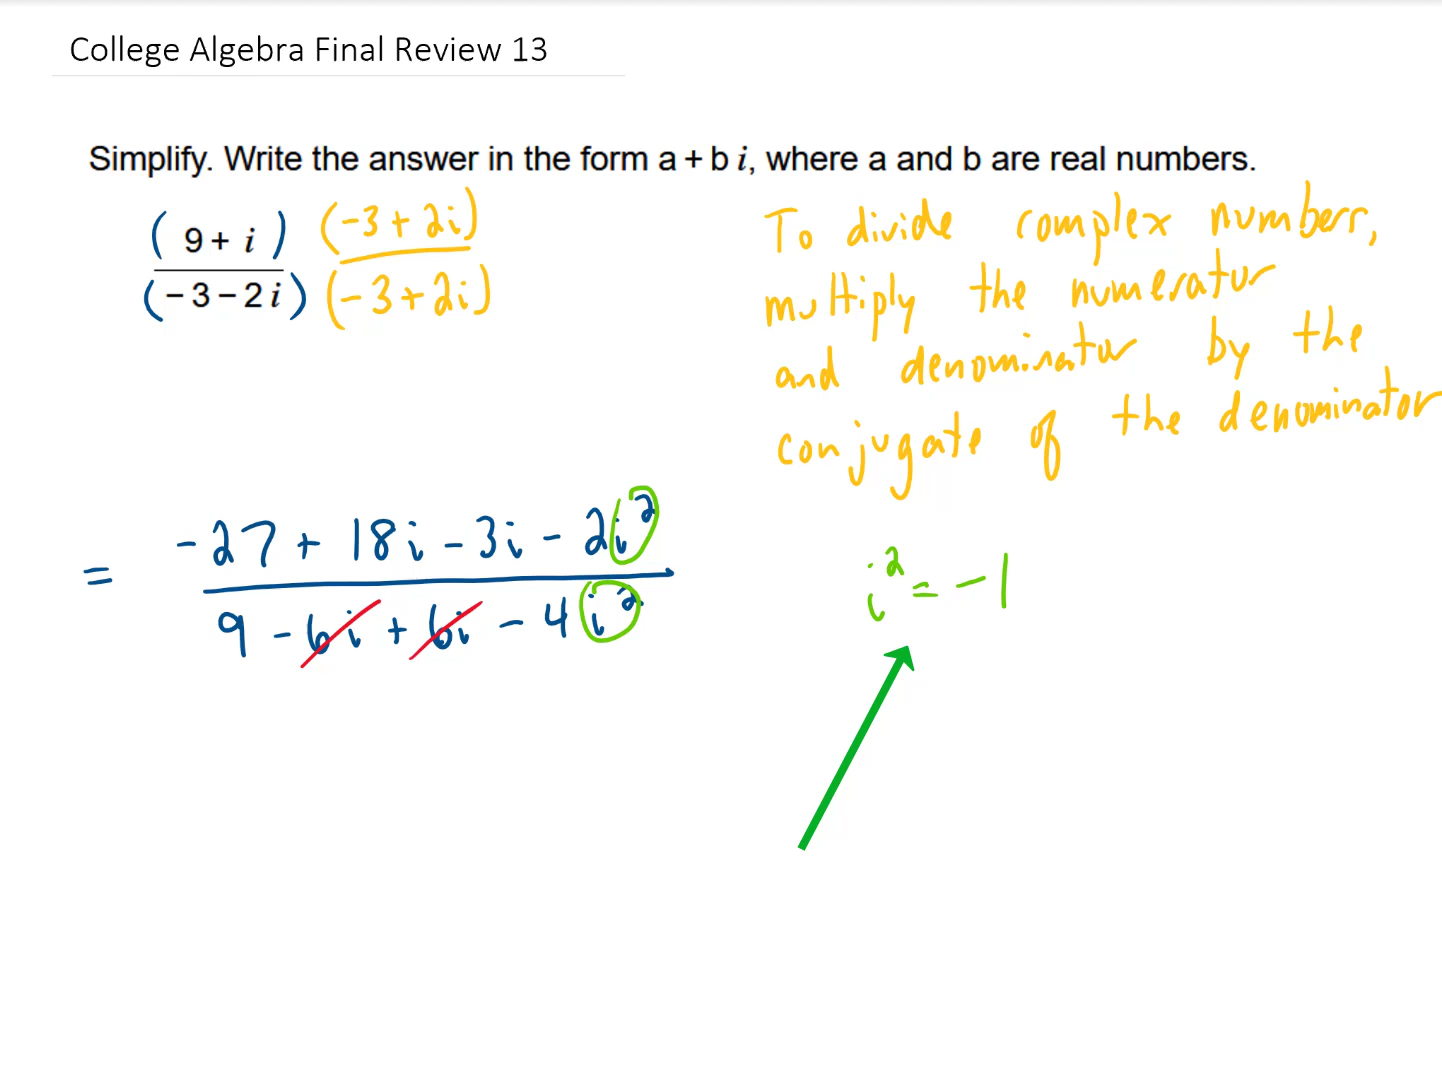 College Algebra Final Review 13
Simplify. Write the answer in the form a + b i, where a and b are real numbers.
( 9 + i ) (-3 + 2i)
(-3 - 2 i) (-3 + 2i)
To divide complex numbers,
multiply the numerator
and denominator by the
conjugate of the denominator
-27 + 18i - 3i - 2i²
=
9 - 6i + 6i - 4i²
i² = -1